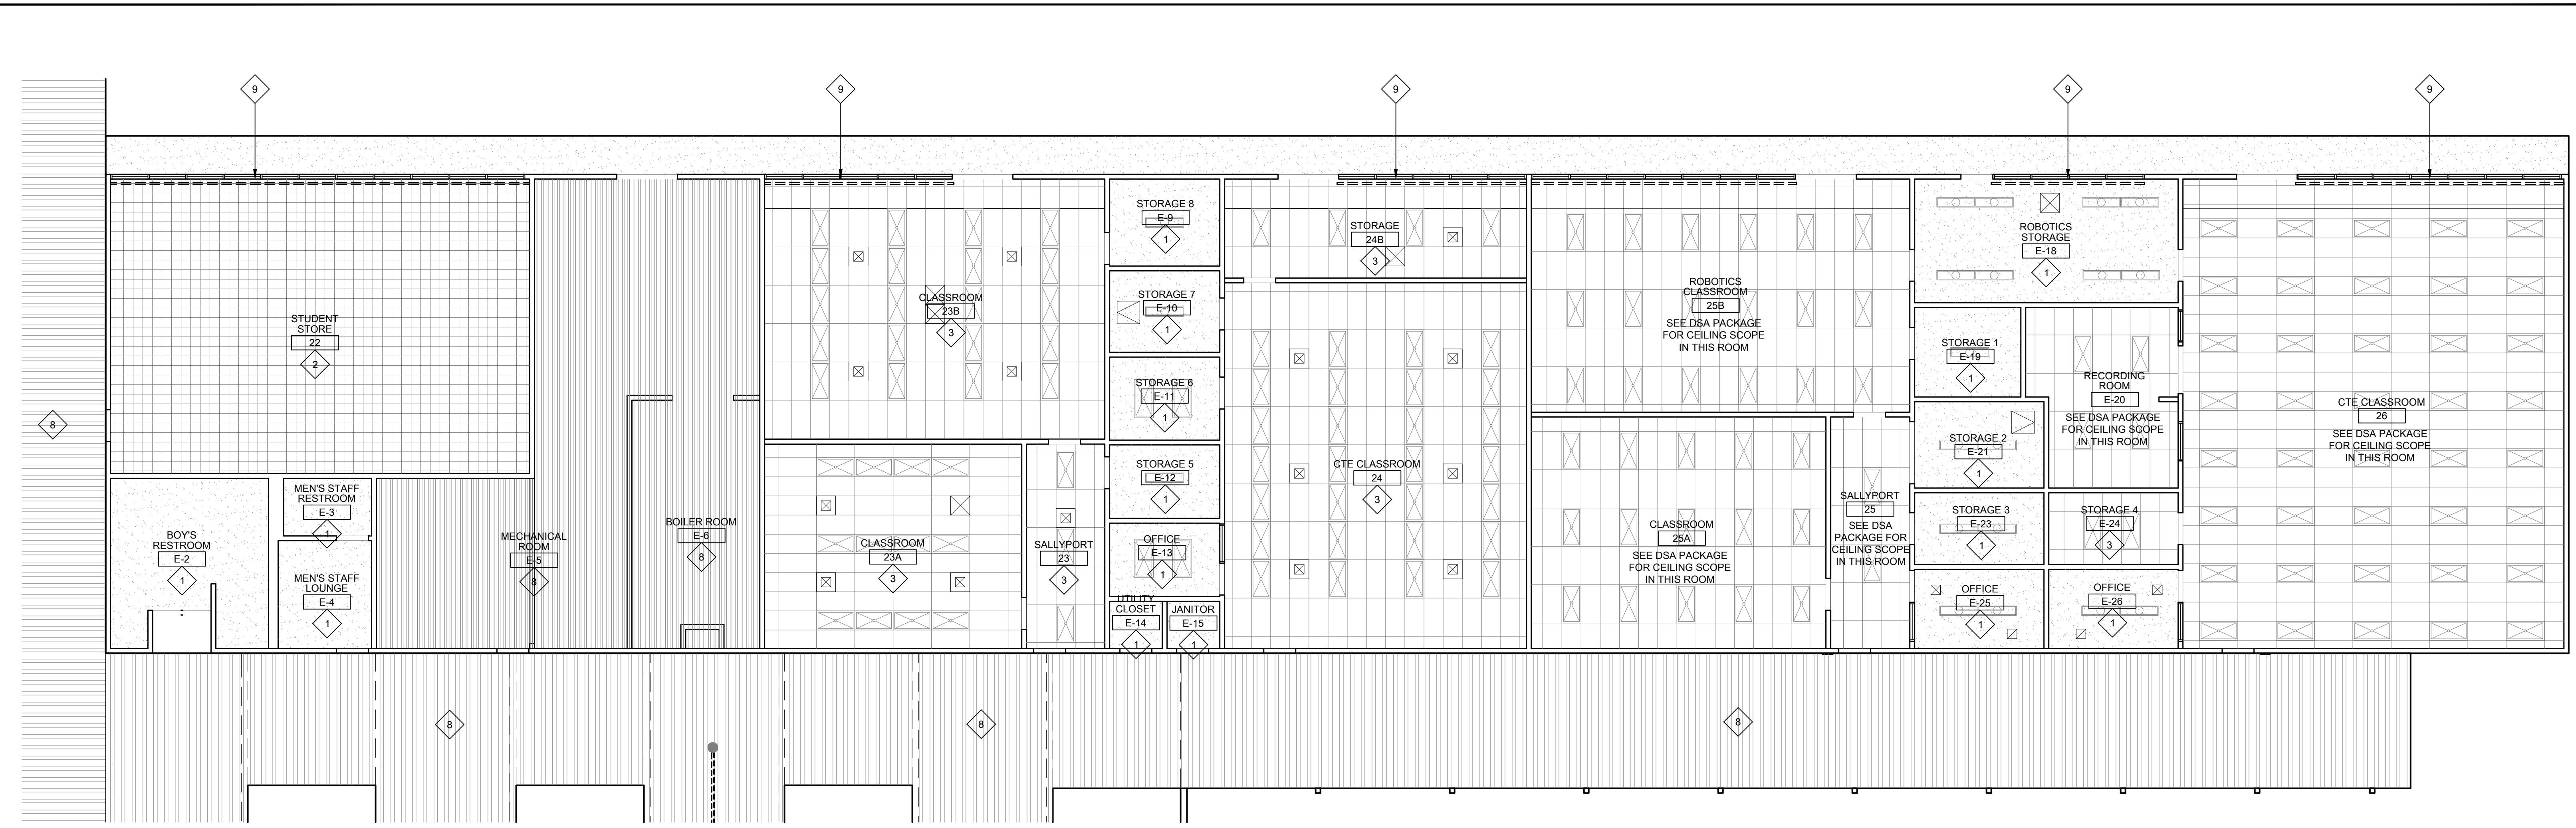 9
9
9
9
9
STORAGE 8
E-9
1
STORAGE
24B
3
ROBOTICS
STORAGE
E-18
1
STUDENT
STORE
22
2
CLASSROOM
23B
3
STORAGE 7
E-10
1
ROBOTICS
CLASSROOM
25B
SEE DSA PACKAGE
FOR CEILING SCOPE
IN THIS ROOM
STORAGE 1
E-19
1
RECORDING
ROOM
E-20
SEE DSA PACKAGE
FOR CEILING SCOPE
IN THIS ROOM
CTE CLASSROOM
26
SEE DSA PACKAGE
FOR CEILING SCOPE
IN THIS ROOM
8
STORAGE 6
E-11
1
STORAGE 2
E-21
1
STORAGE 5
E-12
1
CTE CLASSROOM
24
3
MEN'S STAFF
RESTROOM
E-3
1
BOY'S
RESTROOM
E-2
1
MEN'S STAFF
LOUNGE
E-4
1
MECHANICAL
ROOM
E-5
8
BOILER ROOM
E-6
8
CLASSROOM
23A
3
SALLYPORT
23
3
OFFICE
E-13
1
UTILITY
CLOSET
E-14
1
JANITOR
E-15
1
CLASSROOM
25A
SEE DSA PACKAGE
FOR CEILING SCOPE
IN THIS ROOM
SALLYPORT
25
SEE DSA
PACKAGE FOR
CEILING SCOPE
IN THIS ROOM
STORAGE 3
E-23
1
STORAGE 4
E-24
3
OFFICE
E-25
1
OFFICE
E-26
1
8
8
8